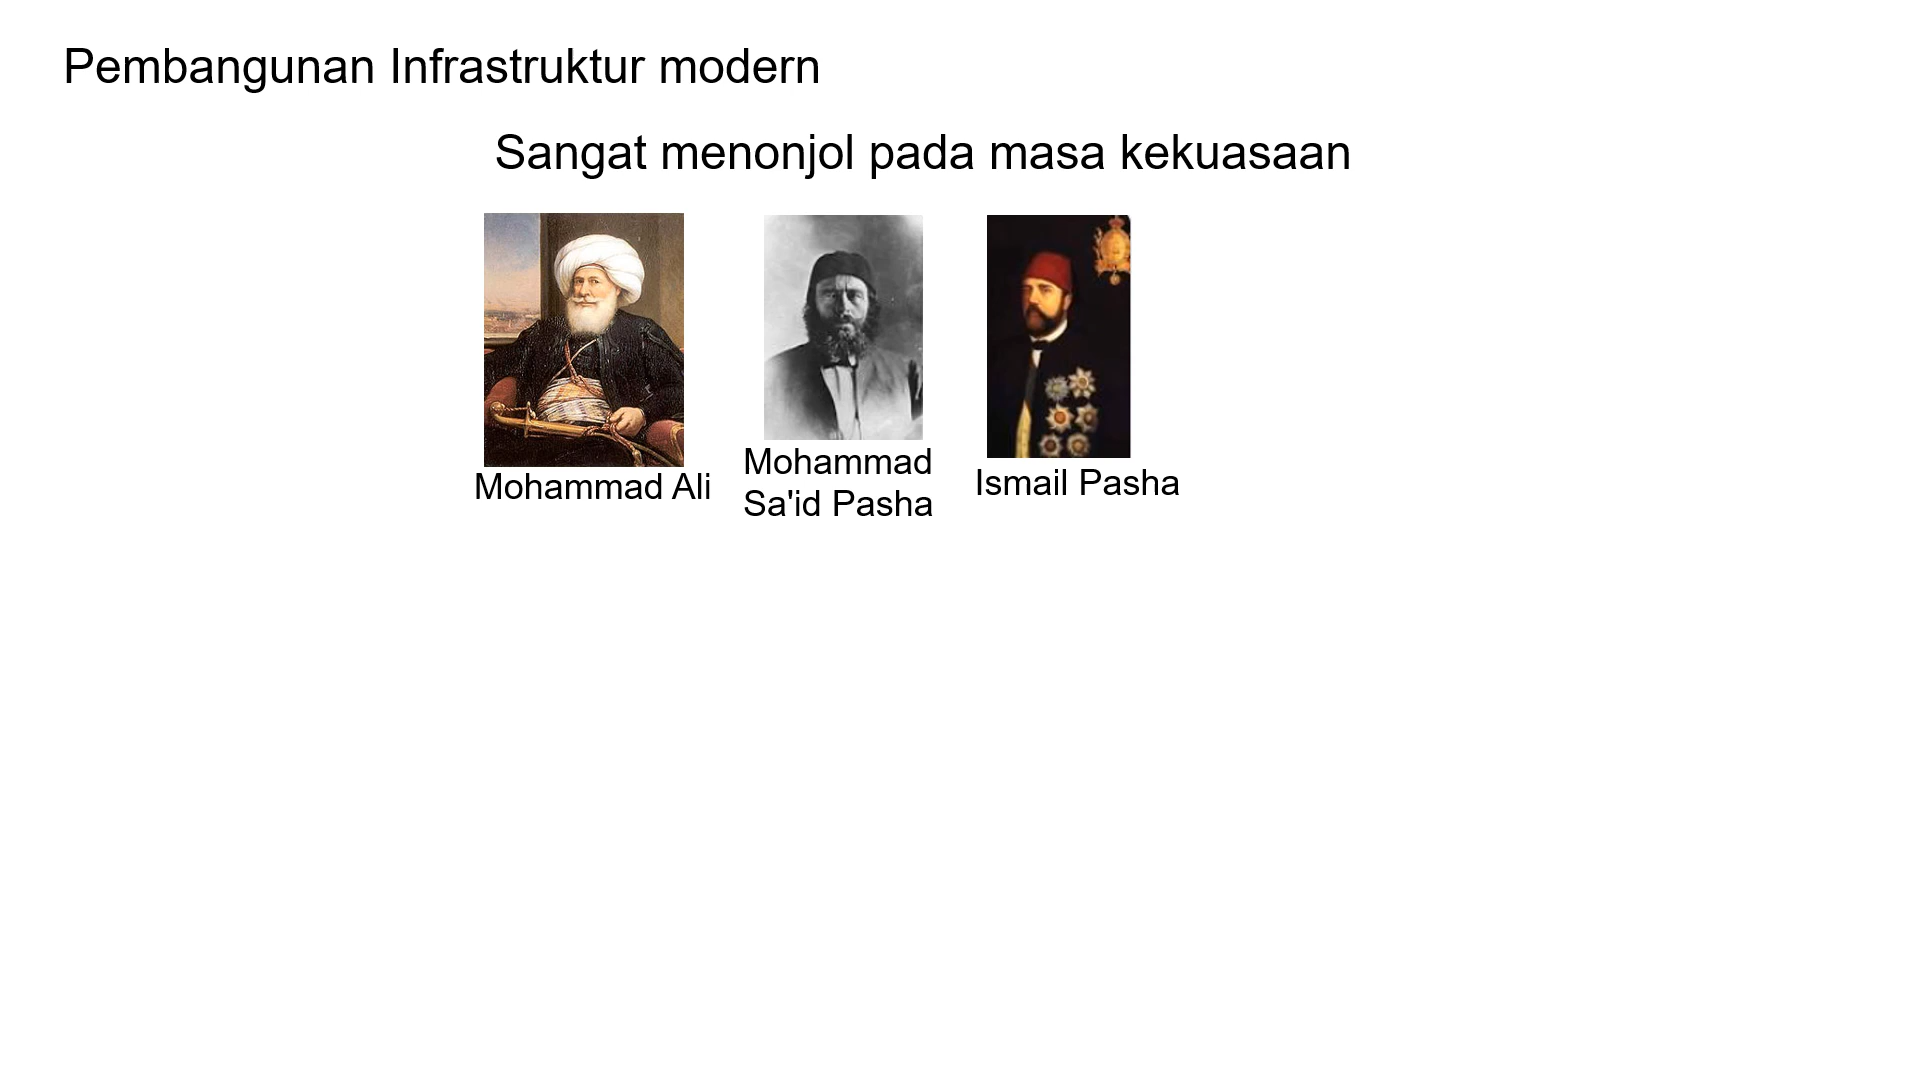 Pembangunan Infrastruktur modern
Sangat menonjol pada masa kekuasaan
Mohammad Ali
Mohammad
Sa'id Pasha
Ismail Pasha